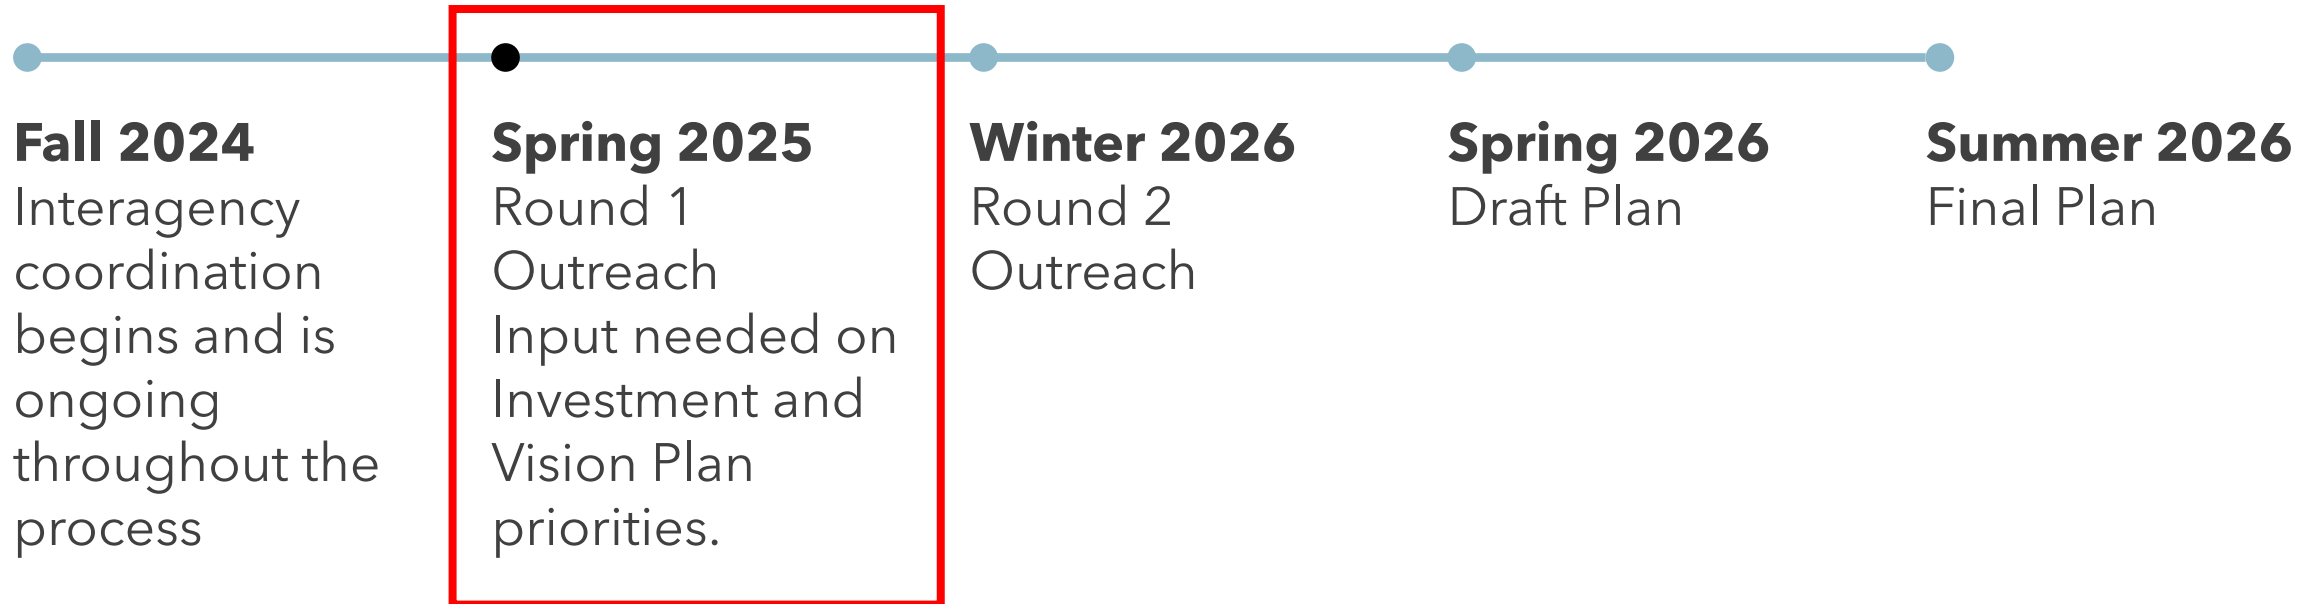 Fall 2024
Interagency
coordination
begins and is
ongoing
throughout the
process
Spring 2025
Round 1
Outreach
Input needed on
Investment and
Vision Plan
priorities.
Winter 2026
Round 2
Outreach
Spring 2026
Draft Plan
Summer 2026
Final Plan